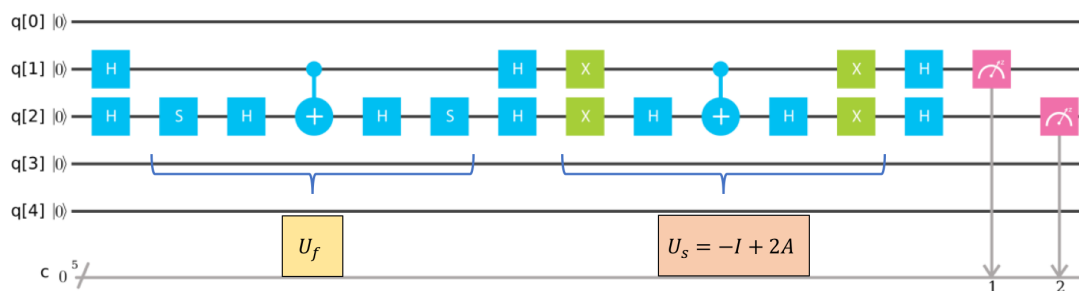 q[0] |0⟩
q[1] |0⟩ H H X X H
q[2] |0⟩ H S H + H S H X H + H X H
q[3] |0⟩
q[4] |0⟩
U_f
U_s = −I + 2A
c 0 5
1 2